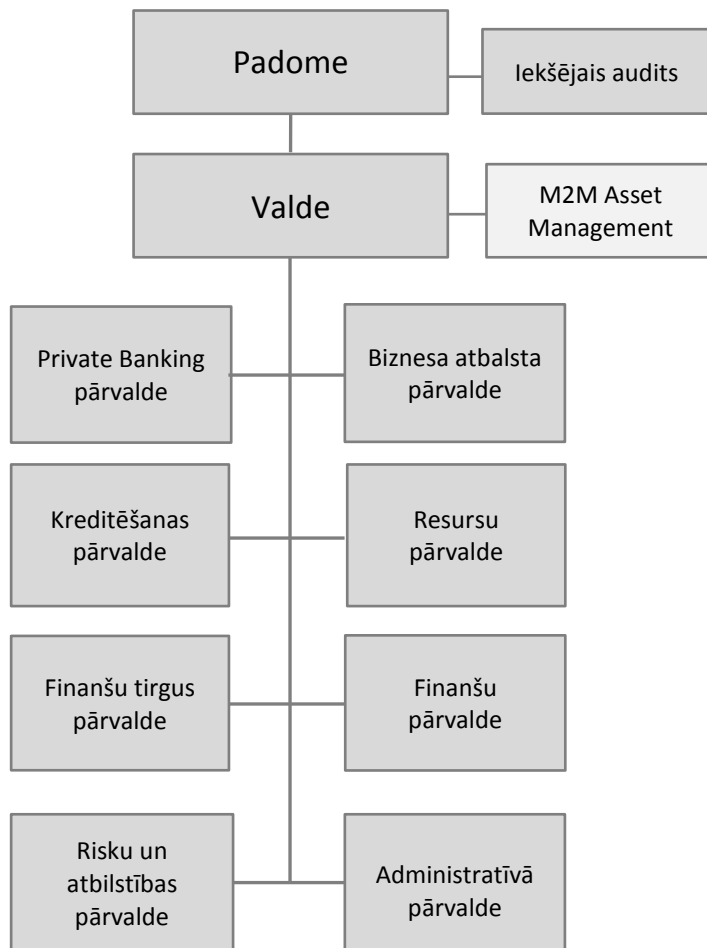 Padome
Iekšējais audits
Valde
M2M Asset
Management
Private Banking
pārvalde
Biznesa atbalsta
pārvalde
Kreditēšanas
pārvalde
Resursu
pārvalde
Finanšu tirgus
pārvalde
Finanšu
pārvalde
Risku un
atbilstības
pārvalde
Administratīvā
pārvalde